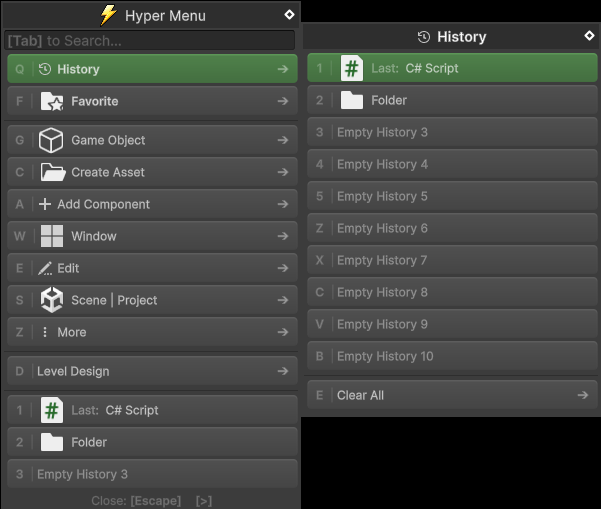 Hyper Menu
[Tab] to Search...
Q History
F Favorite
G Game Object
C Create Asset
A + Add Component
W Window
E Edit
S Scene | Project
Z More
D Level Design
1 # Last: C# Script
2 Folder
3 Empty History 3
Close: [Escape] [>]
History
1 # Last: C# Script
2 Folder
3 Empty History 3
4 Empty History 4
5 Empty History 5
Z Empty History 6
X Empty History 7
C Empty History 8
V Empty History 9
B Empty History 10
E Clear All